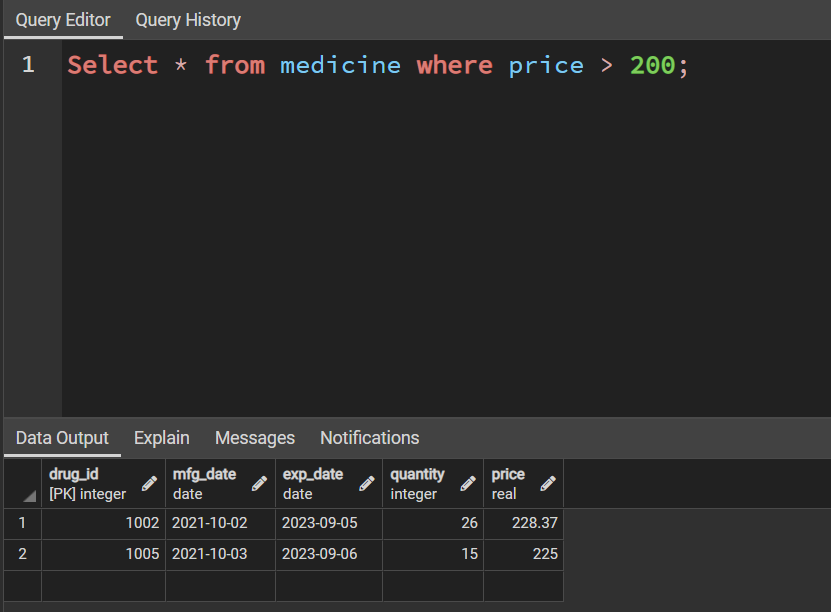 Query Editor Query History
1 Select * from medicine where price > 200;
Data Output Explain Messages Notifications
drug_id mfg_date exp_date quantity price
[PK] integer date date integer real
1 1002 2021-10-02 2023-09-05 26 228.37
2 1005 2021-10-03 2023-09-06 15 225